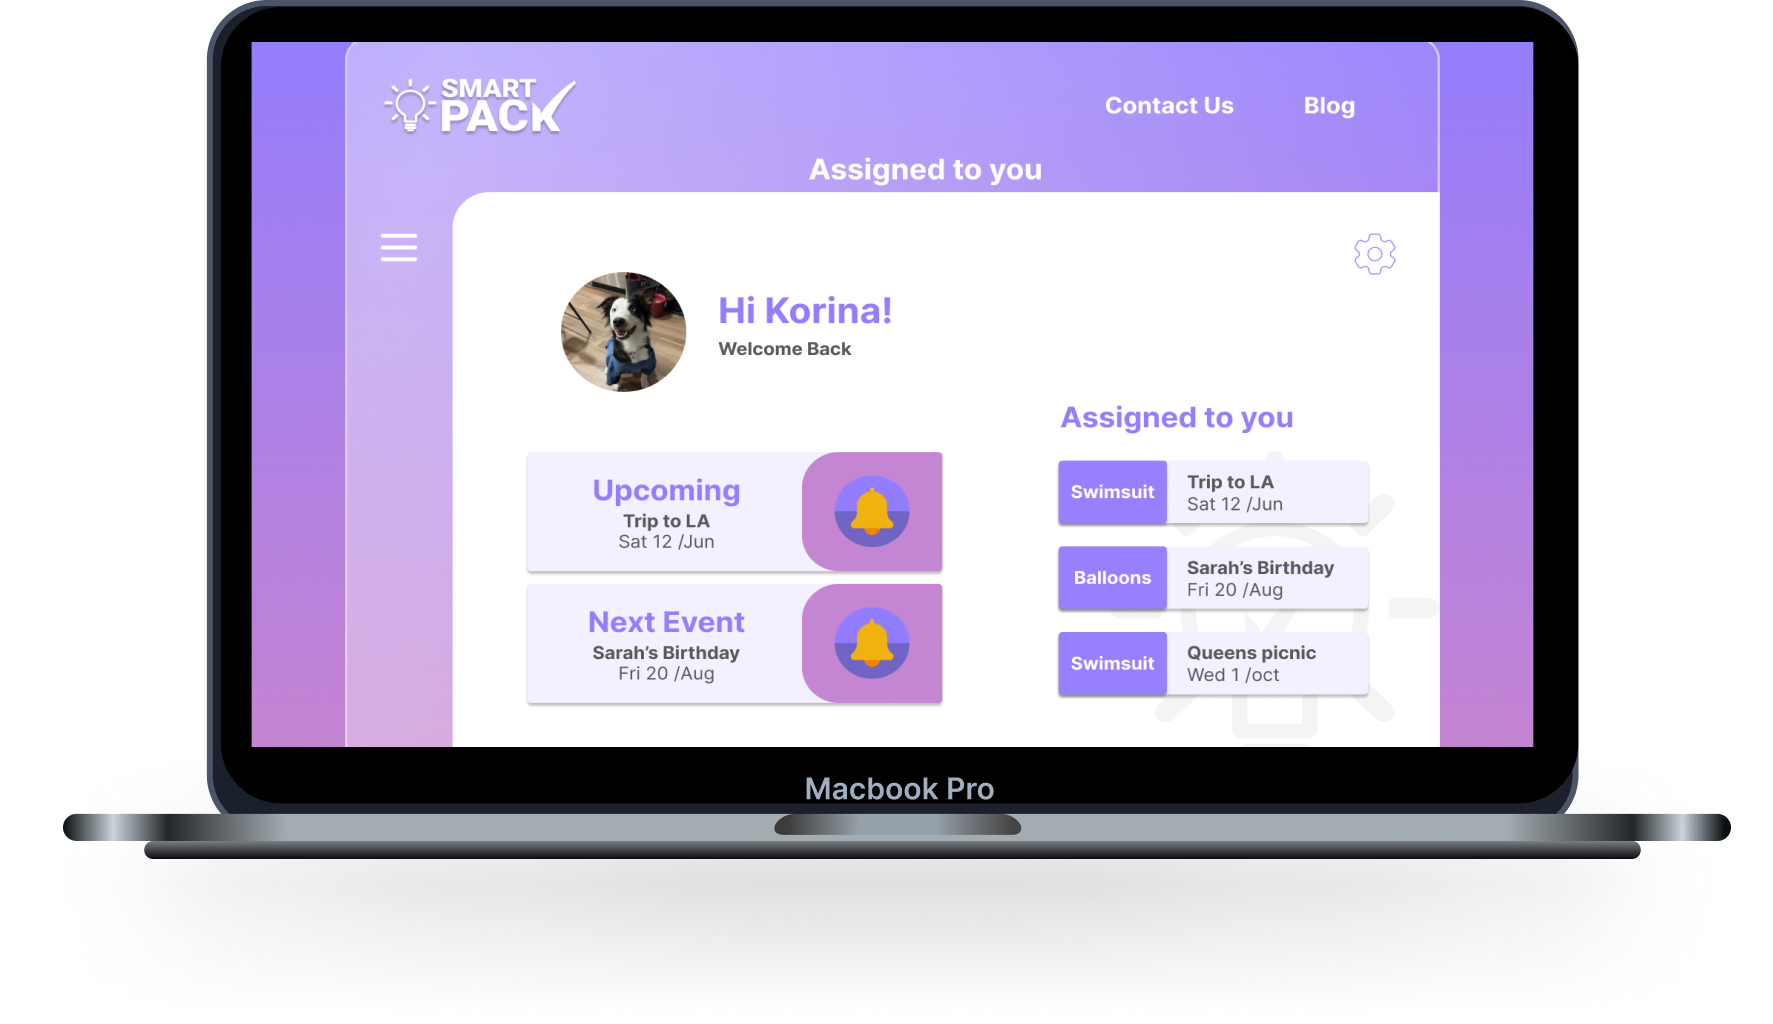 SMART
PACK
Contact Us
Blog
Assigned to you
Hi Korina!
Welcome Back
Assigned to you
Upcoming
Trip to LA
Sat 12 /Jun
Next Event
Sarah’s Birthday
Fri 20 /Aug
Swimsuit
Trip to LA
Sat 12 /Jun
Balloons
Sarah’s Birthday
Fri 20 /Aug
Swimsuit
Queens picnic
Wed 1 /oct
Macbook Pro